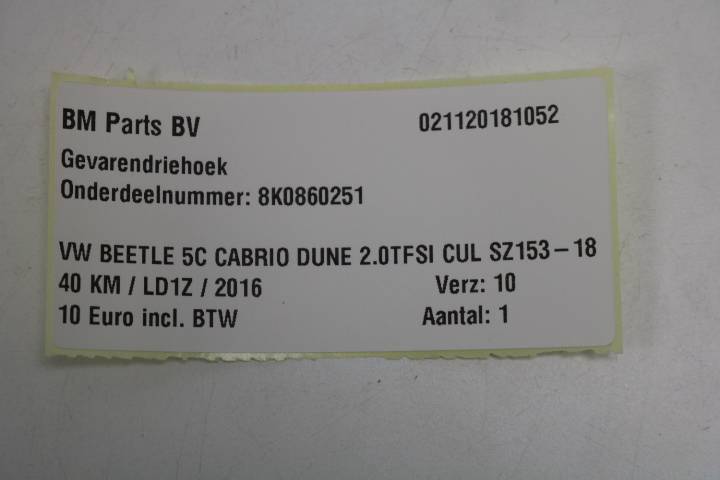 BM Parts BV 021120181052
Gevarendriehoek
Onderdeelnummer: 8K0860251
VW BEETLE 5C CABRIO DUNE 2.0TFSI CUL SZ153-18
40 KM / LD1Z / 2016 Verz: 10
10 Euro incl. BTW Aantal: 1